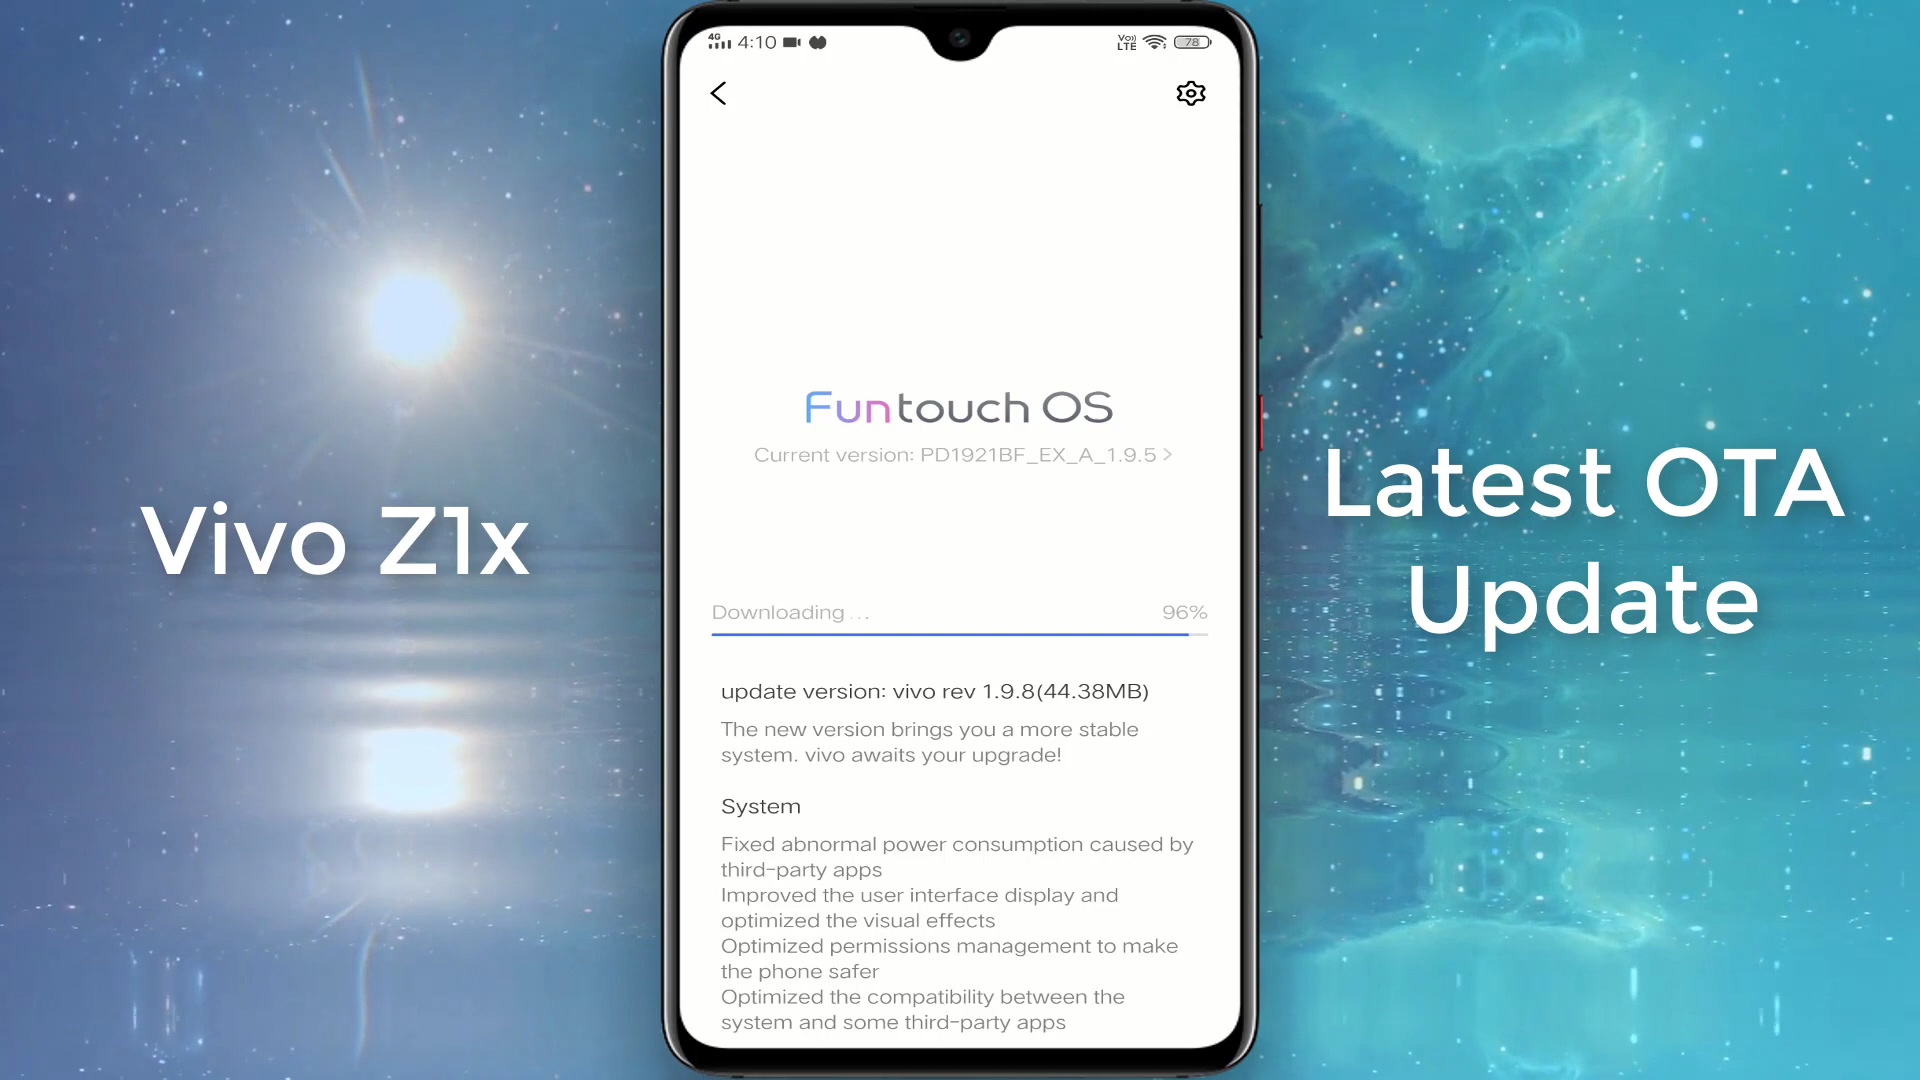 4G 4:10
Vo)) LTE 78
Funtouch OS
Current version: PD1921BF_EX_A_1.9.5 >
Vivo Z1x
Latest OTA
Update
Downloading ... 96%
update version: vivo rev 1.9.8(44.38MB)
The new version brings you a more stable
system. vivo awaits your upgrade!
System
Fixed abnormal power consumption caused by
third-party apps
Improved the user interface display and
optimized the visual effects
Optimized permissions management to make
the phone safer
Optimized the compatibility between the
system and some third-party apps